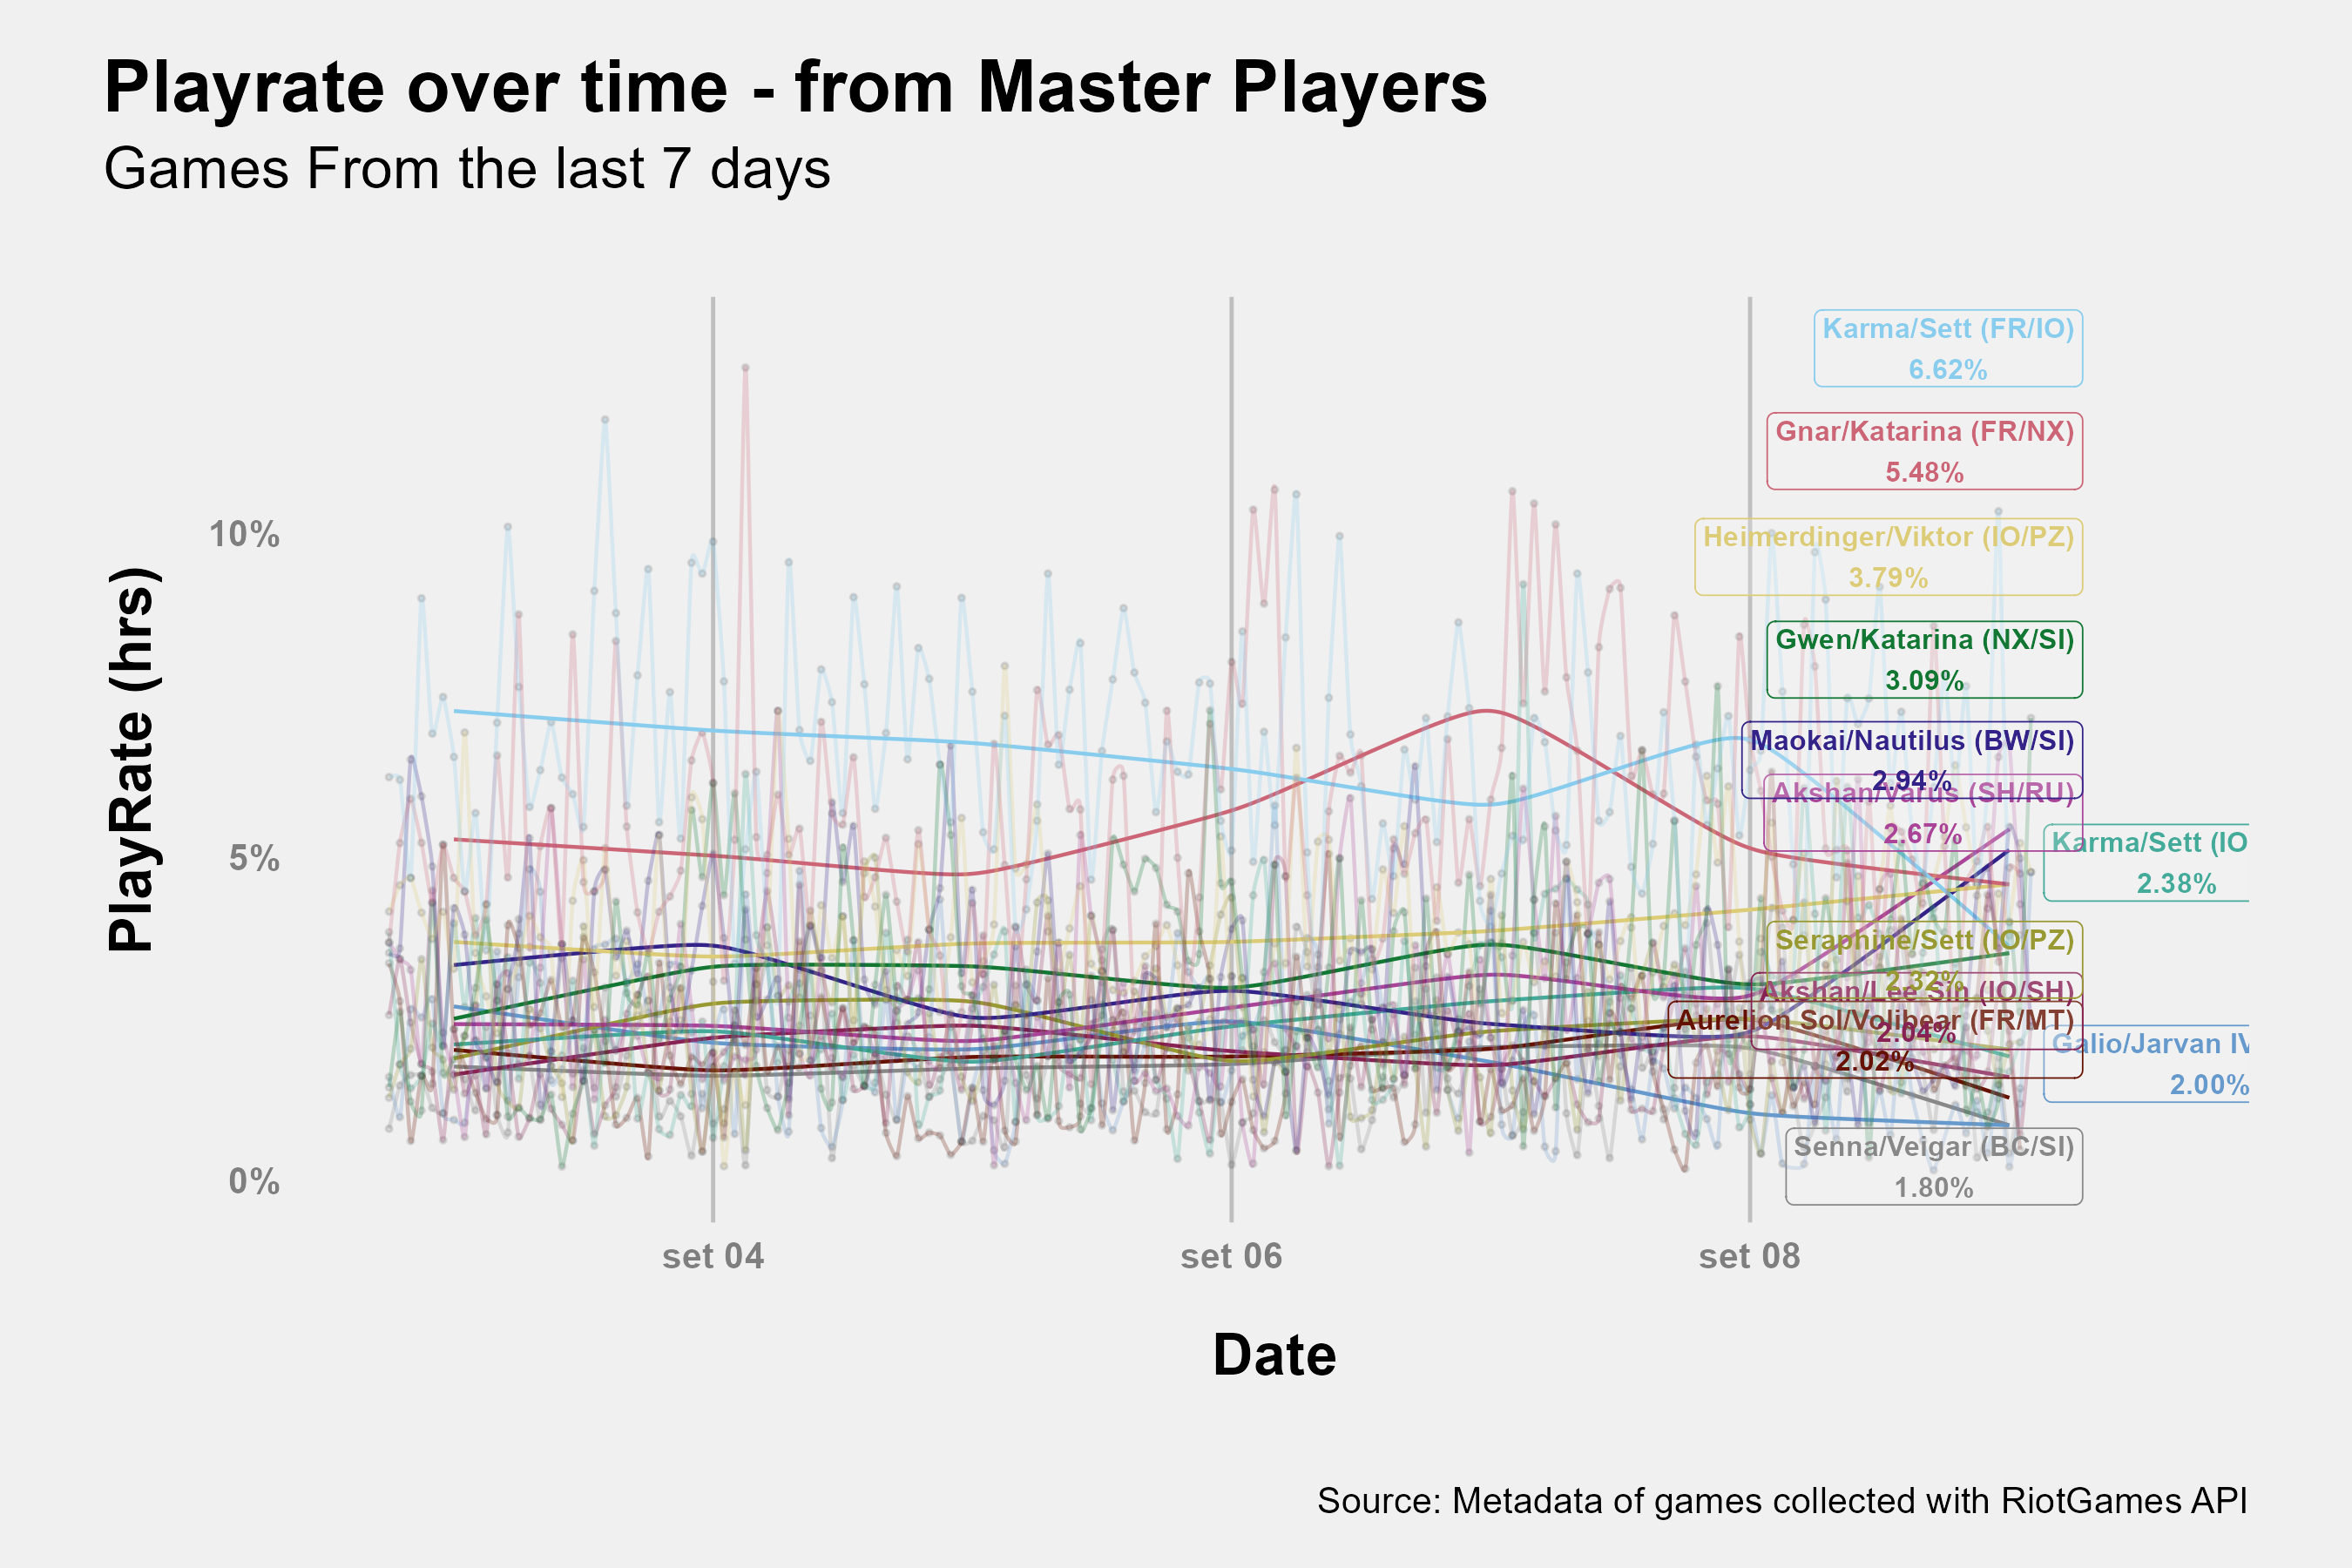 Playrate over time - from Master Players
Games From the last 7 days
PlayRate (hrs)
10%
5%
0%
Karma/Sett (FR/IO)
6.62%
Gnar/Katarina (FR/NX)
5.48%
Heimerdinger/Viktor (IO/PZ)
3.79%
Gwen/Katarina (NX/SI)
3.09%
Maokai/Nautilus (BW/SI)
2.94%
Akshan/Varus (SH/RU)
2.67%
Karma/Sett (IO
2.38%
Seraphine/Sett (IO/PZ)
2.32%
Akshan/Lee Sin (IO/SH)
2.04%
Aurelion Sol/Volibear (FR/MT)
2.02%
Galio/Jarvan IV
2.00%
Senna/Veigar (BC/SI)
1.80%
set 04
set 06
set 08
Date
Source: Metadata of games collected with RiotGames API